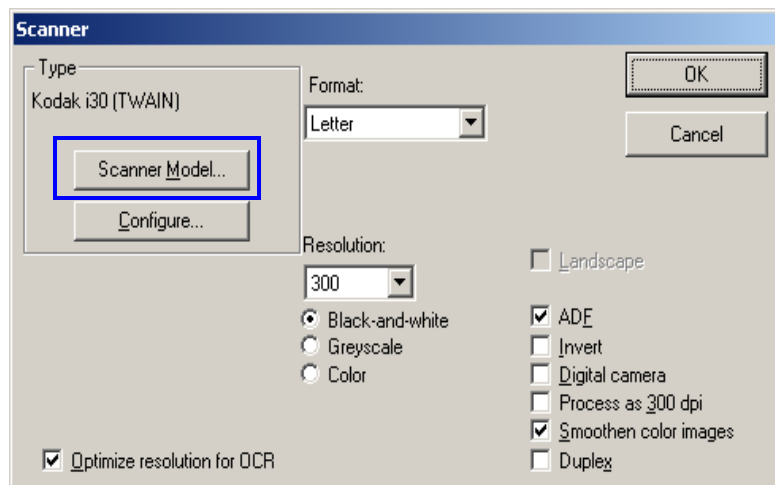 Scanner
Type
Kodak i30 (TWAIN)
Scanner Model...
Configure...
Format:
Letter
OK
Cancel
Resolution:
300
Black-and-white
Greyscale
Color
Landscape
ADF
Invert
Digital camera
Process as 300 dpi
Smoothen color images
Duplex
Optimize resolution for OCR